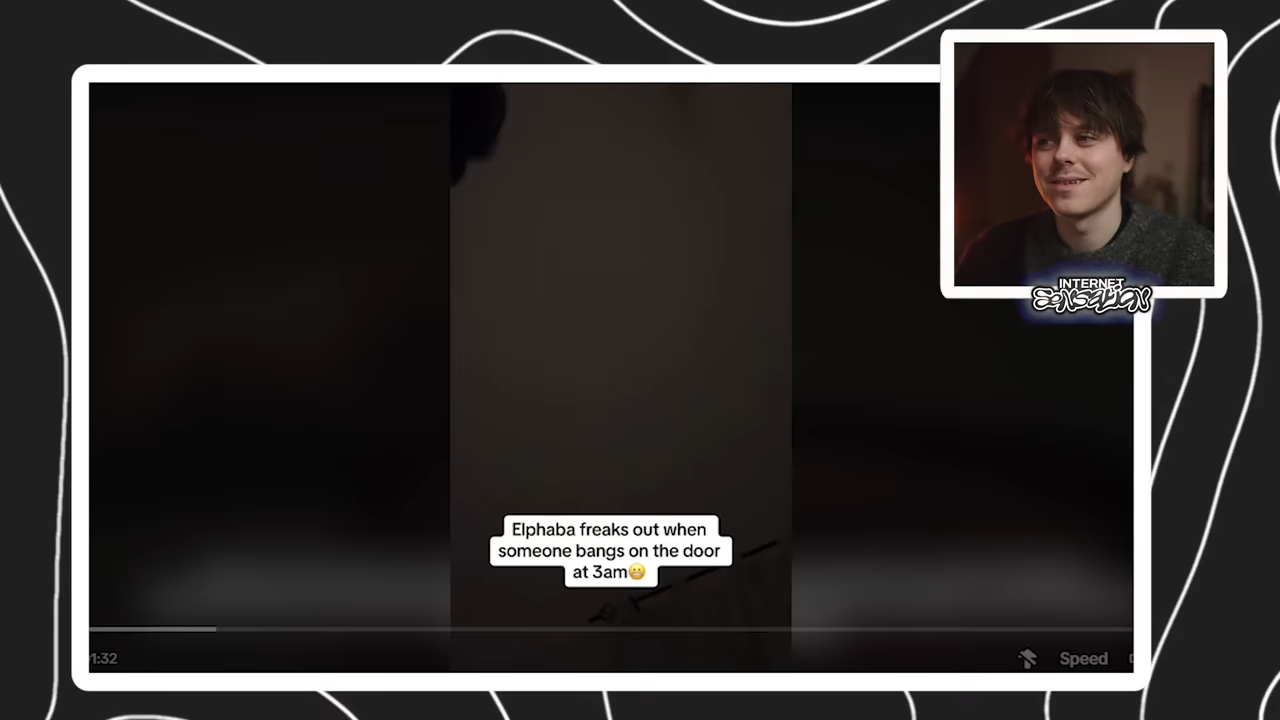 INTERNET
SENSATION
Elphaba freaks out when
someone bangs on the door
at 3am😬
1:32
Speed